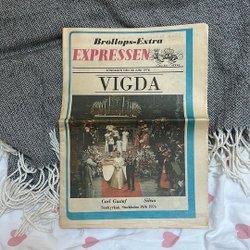 Bröllops-Extra
EXPRESSEN
VIGDA
Carl Gustaf Silvia
Storkyrkan, Stockholm 19/6 1976